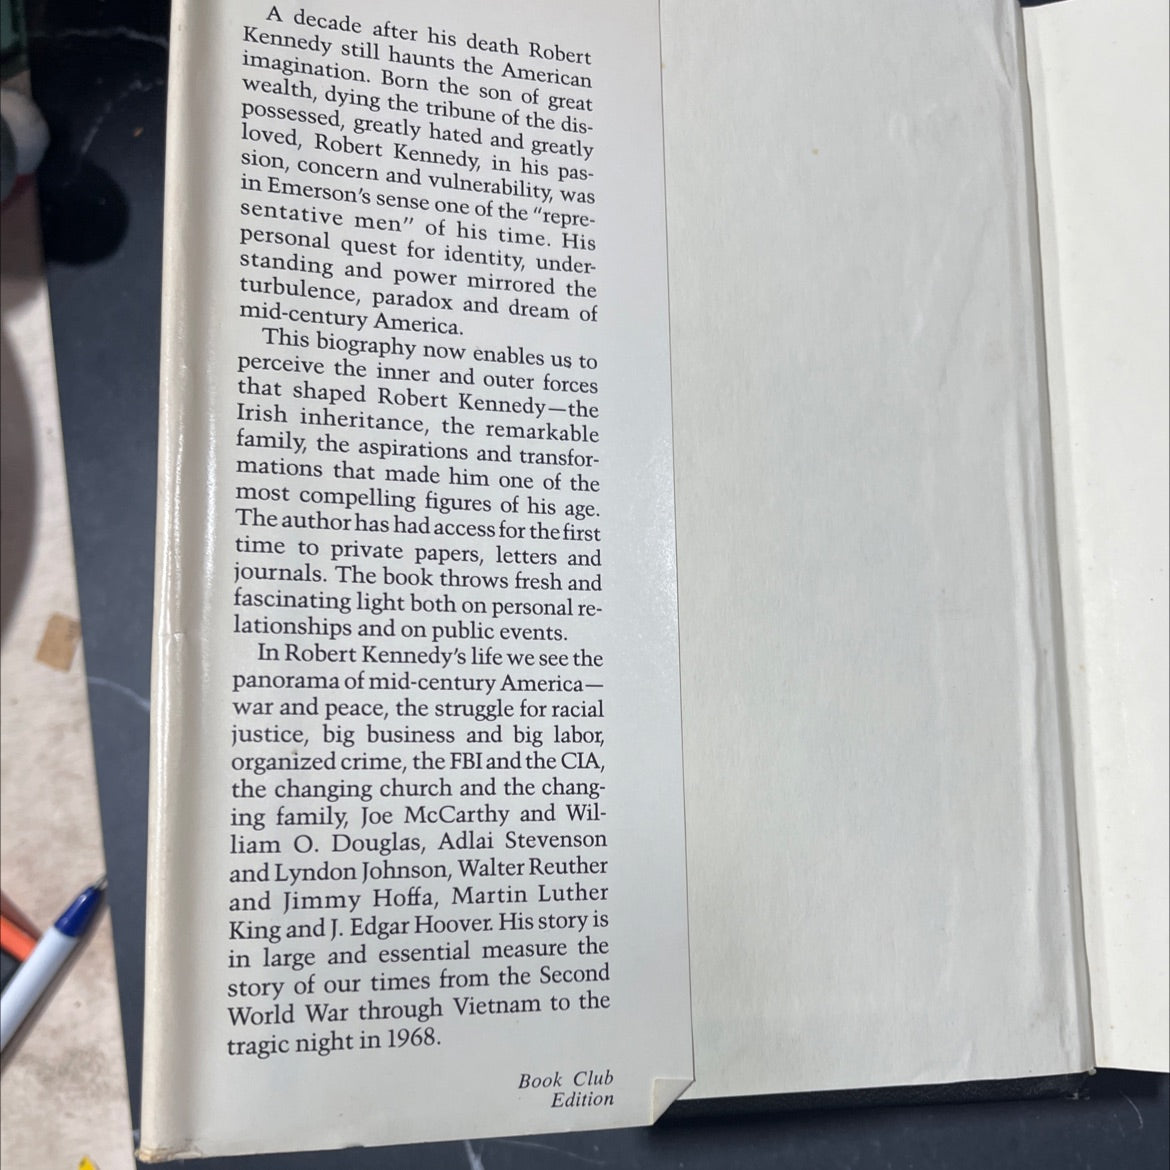 A decade after his death Robert
Kennedy still haunts the American
imagination. Born the son of great
wealth, dying the tribune of the dis-
possessed, greatly hated and greatly
loved, Robert Kennedy, in his pas-
sion, concern and vulnerability, was
in Emerson's sense one of the “repre-
sentative men” of his time. His
personal quest for identity, under-
standing and power mirrored the
turbulence, paradox and dream of
mid-century America.
This biography now enables us to
perceive the inner and outer forces
that shaped Robert Kennedy—the
Irish inheritance, the remarkable
family, the aspirations and transfor-
mations that made him one of the
most compelling figures of his age.
The author has had access for the first
time to private papers, letters and
journals. The book throws fresh and
fascinating light both on personal re-
lationships and on public events.
In Robert Kennedy's life we see the
panorama of mid-century America—
war and peace, the struggle for racial
justice, big business and big labor,
organized crime, the FBI and the CIA,
the changing church and the chang-
ing family, Joe McCarthy and Wil-
liam O. Douglas, Adlai Stevenson
and Lyndon Johnson, Walter Reuther
and Jimmy Hoffa, Martin Luther
King and J. Edgar Hoover. His story is
in large and essential measure the
story of our times from the Second
World War through Vietnam to the
tragic night in 1968.
Book Club
Edition